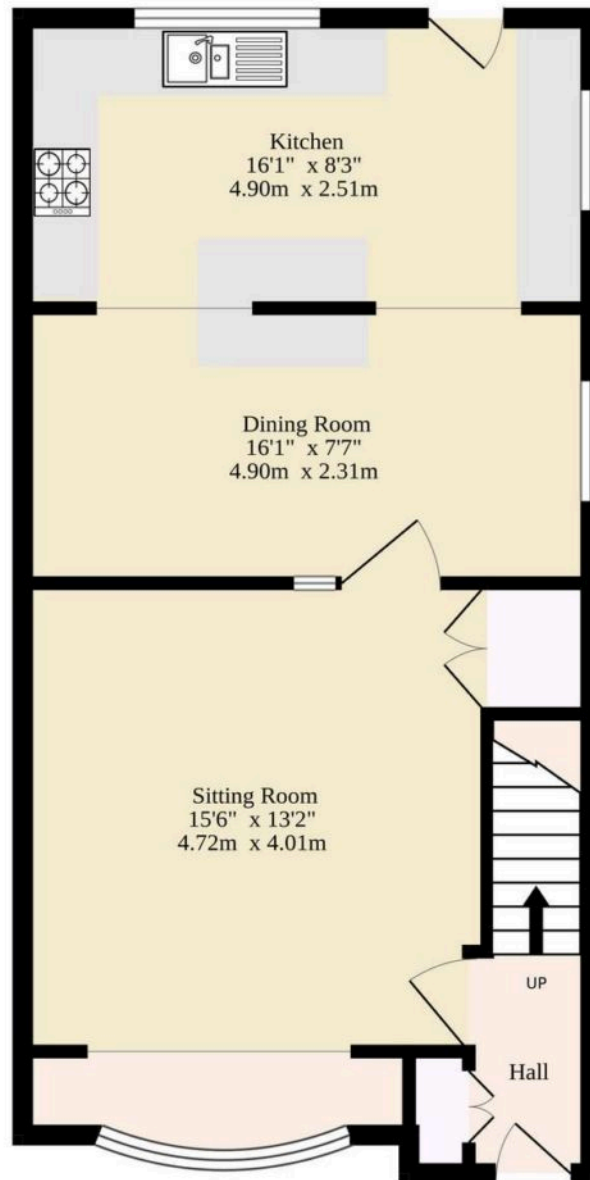 Kitchen
16'1" x 8'3"
4.90m x 2.51m
Dining Room
16'1" x 7'7"
4.90m x 2.31m
Sitting Room
15'6" x 13'2"
4.72m x 4.01m
UP
Hall